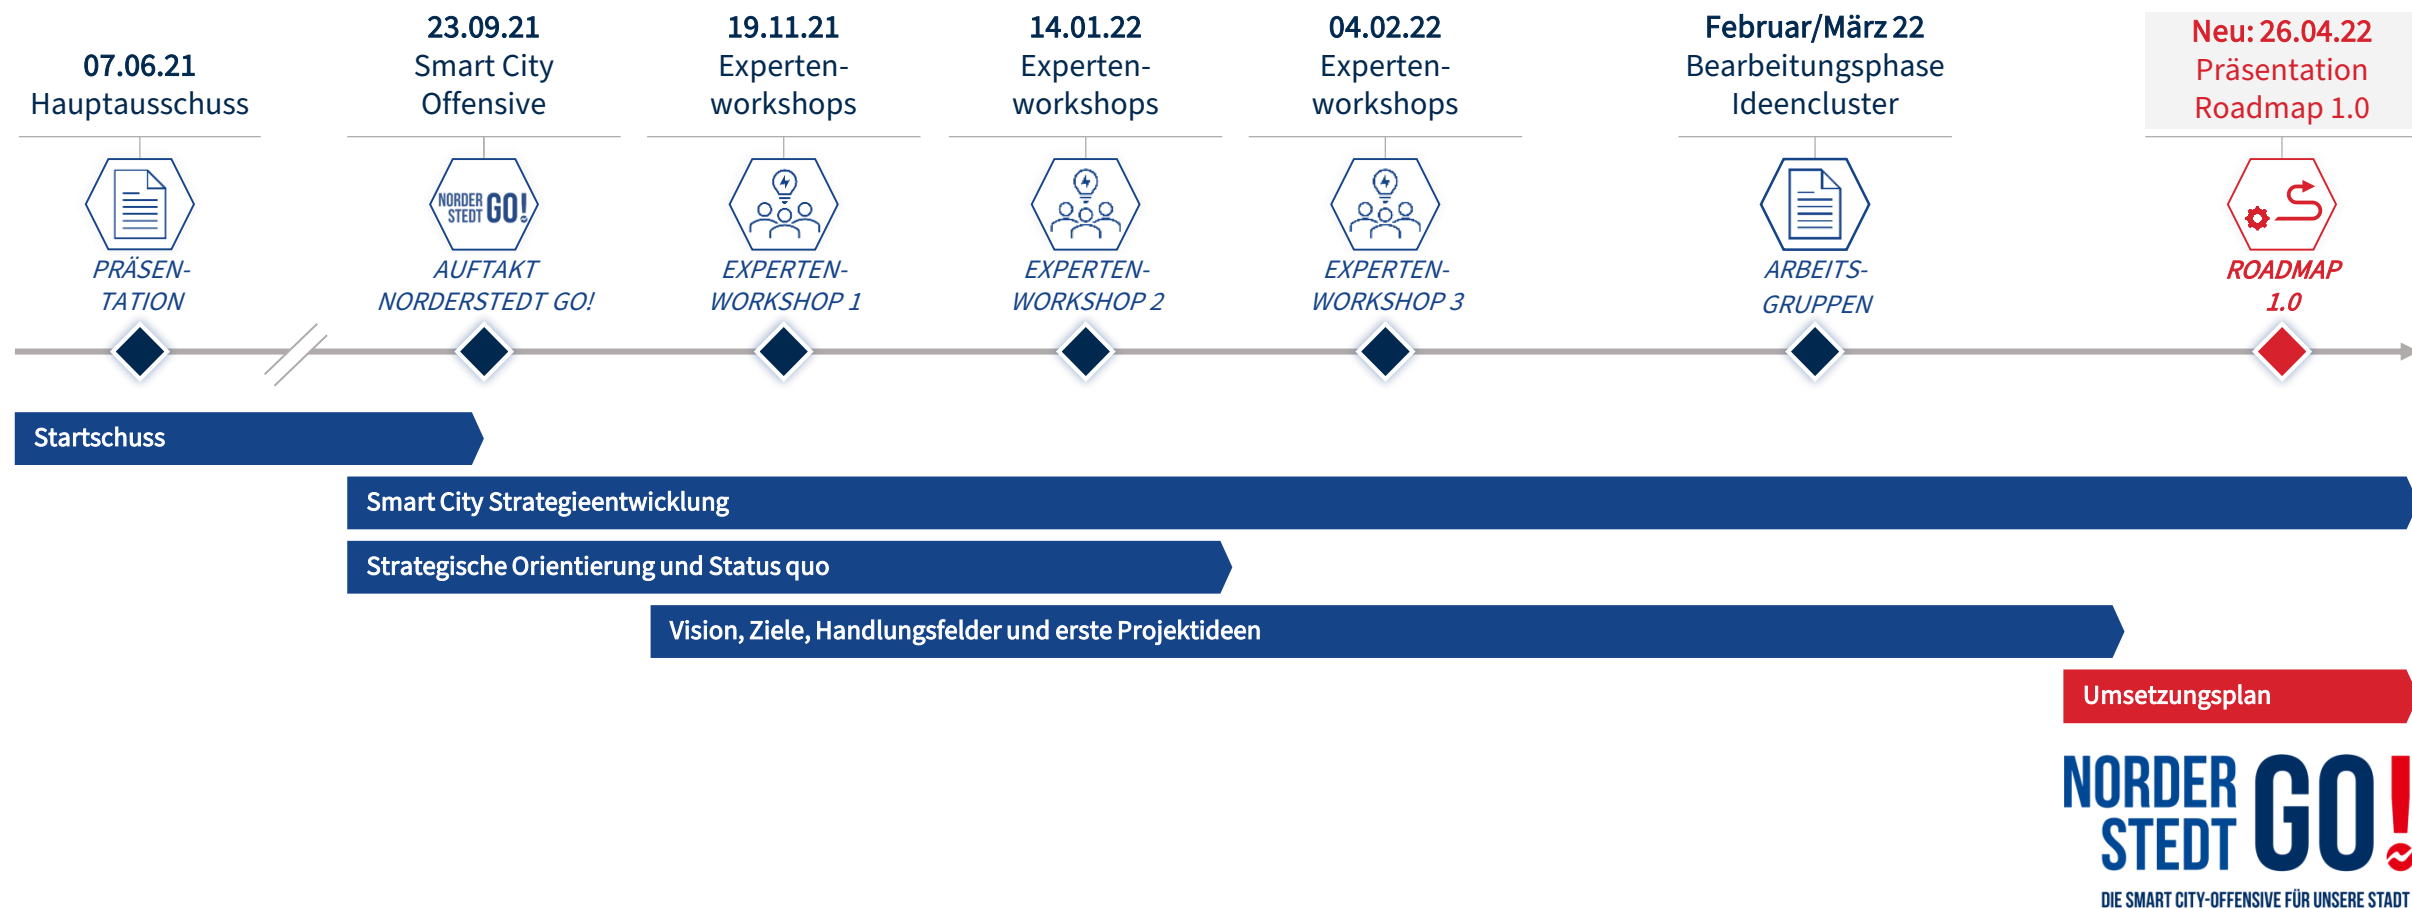 07.06.21
Hauptausschuss
23.09.21
Smart City
Offensive
19.11.21
Experten-
workshops
14.01.22
Experten-
workshops
04.02.22
Experten-
workshops
Februar/März 22
Bearbeitungsphase
Ideencluster
Neu: 26.04.22
Präsentation
Roadmap 1.0
NORDER
STEDT GO!
PRÄSEN-
TATION
AUFTAKT
NORDERSTEDT GO!
EXPERTEN-
WORKSHOP 1
EXPERTEN-
WORKSHOP 2
EXPERTEN-
WORKSHOP 3
ARBEITS-
GRUPPEN
ROADMAP
1.0
Startschuss
Smart City Strategieentwicklung
Strategische Orientierung und Status quo
Vision, Ziele, Handlungsfelder und erste Projektideen
Umsetzungsplan
NORDER
STEDT GO!
DIE SMART CITY-OFFENSIVE FÜR UNSERE STADT